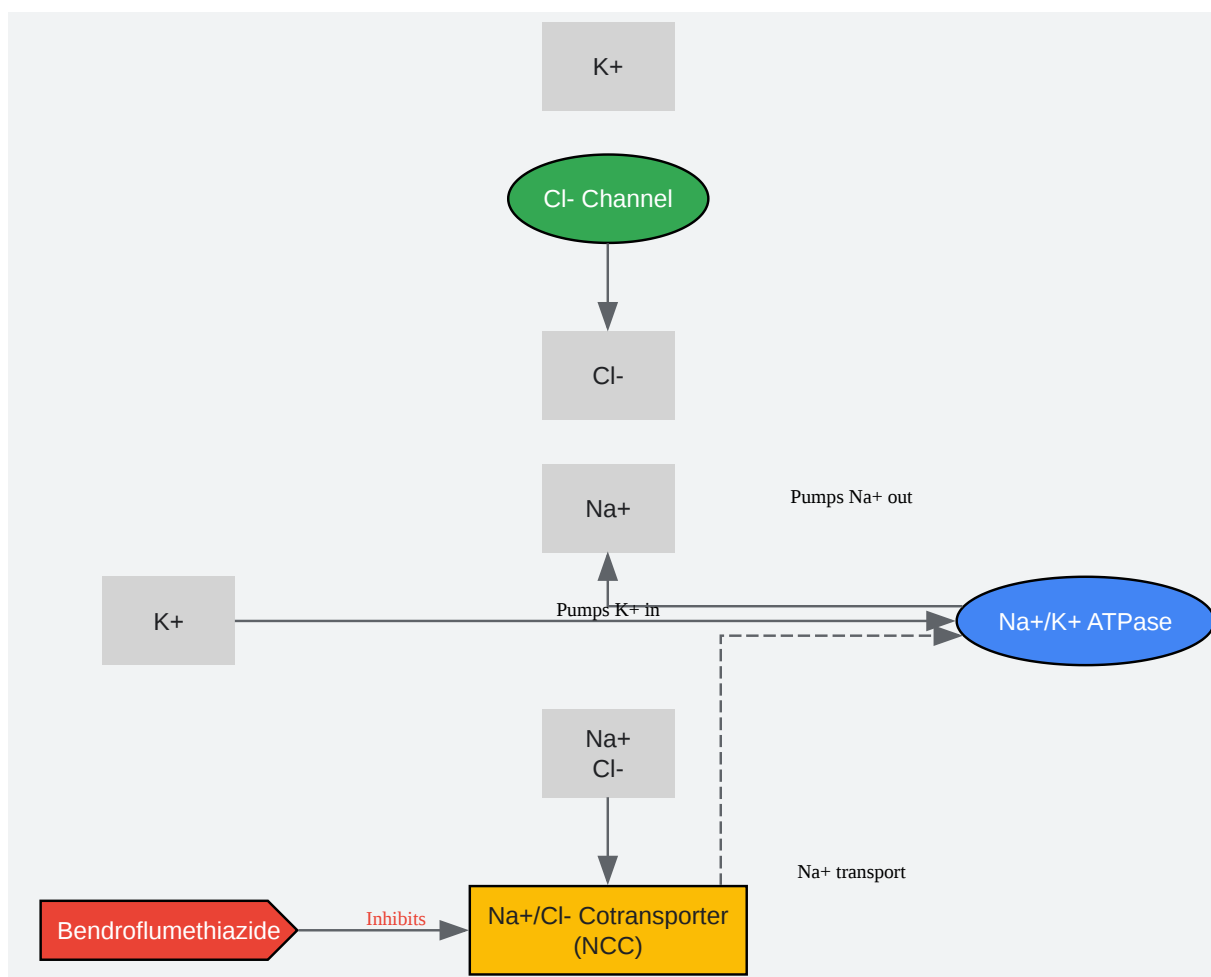 K+
Cl- Channel
Cl-
Na+
Pumps Na+ out
Pumps K+ in
K+
Na+/K+ ATPase
Na+
Cl-
Na+ transport
Bendroflumethiazide
Inhibits
Na+/Cl- Cotransporter
(NCC)